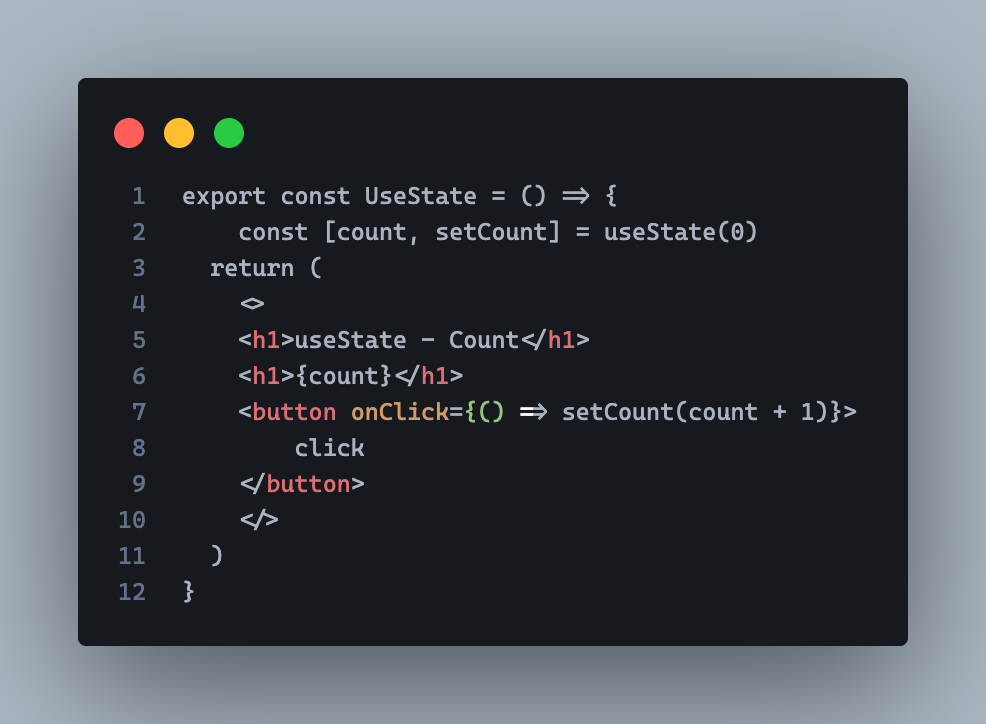 1 export const UseState = () => {
2     const [count, setCount] = useState(0)
3   return (
4     <>
5     <h1>useState - Count</h1>
6     <h1>{count}</h1>
7     <button onClick={() => setCount(count + 1)}>
8         click
9     </button>
10     </>
11   )
12 }